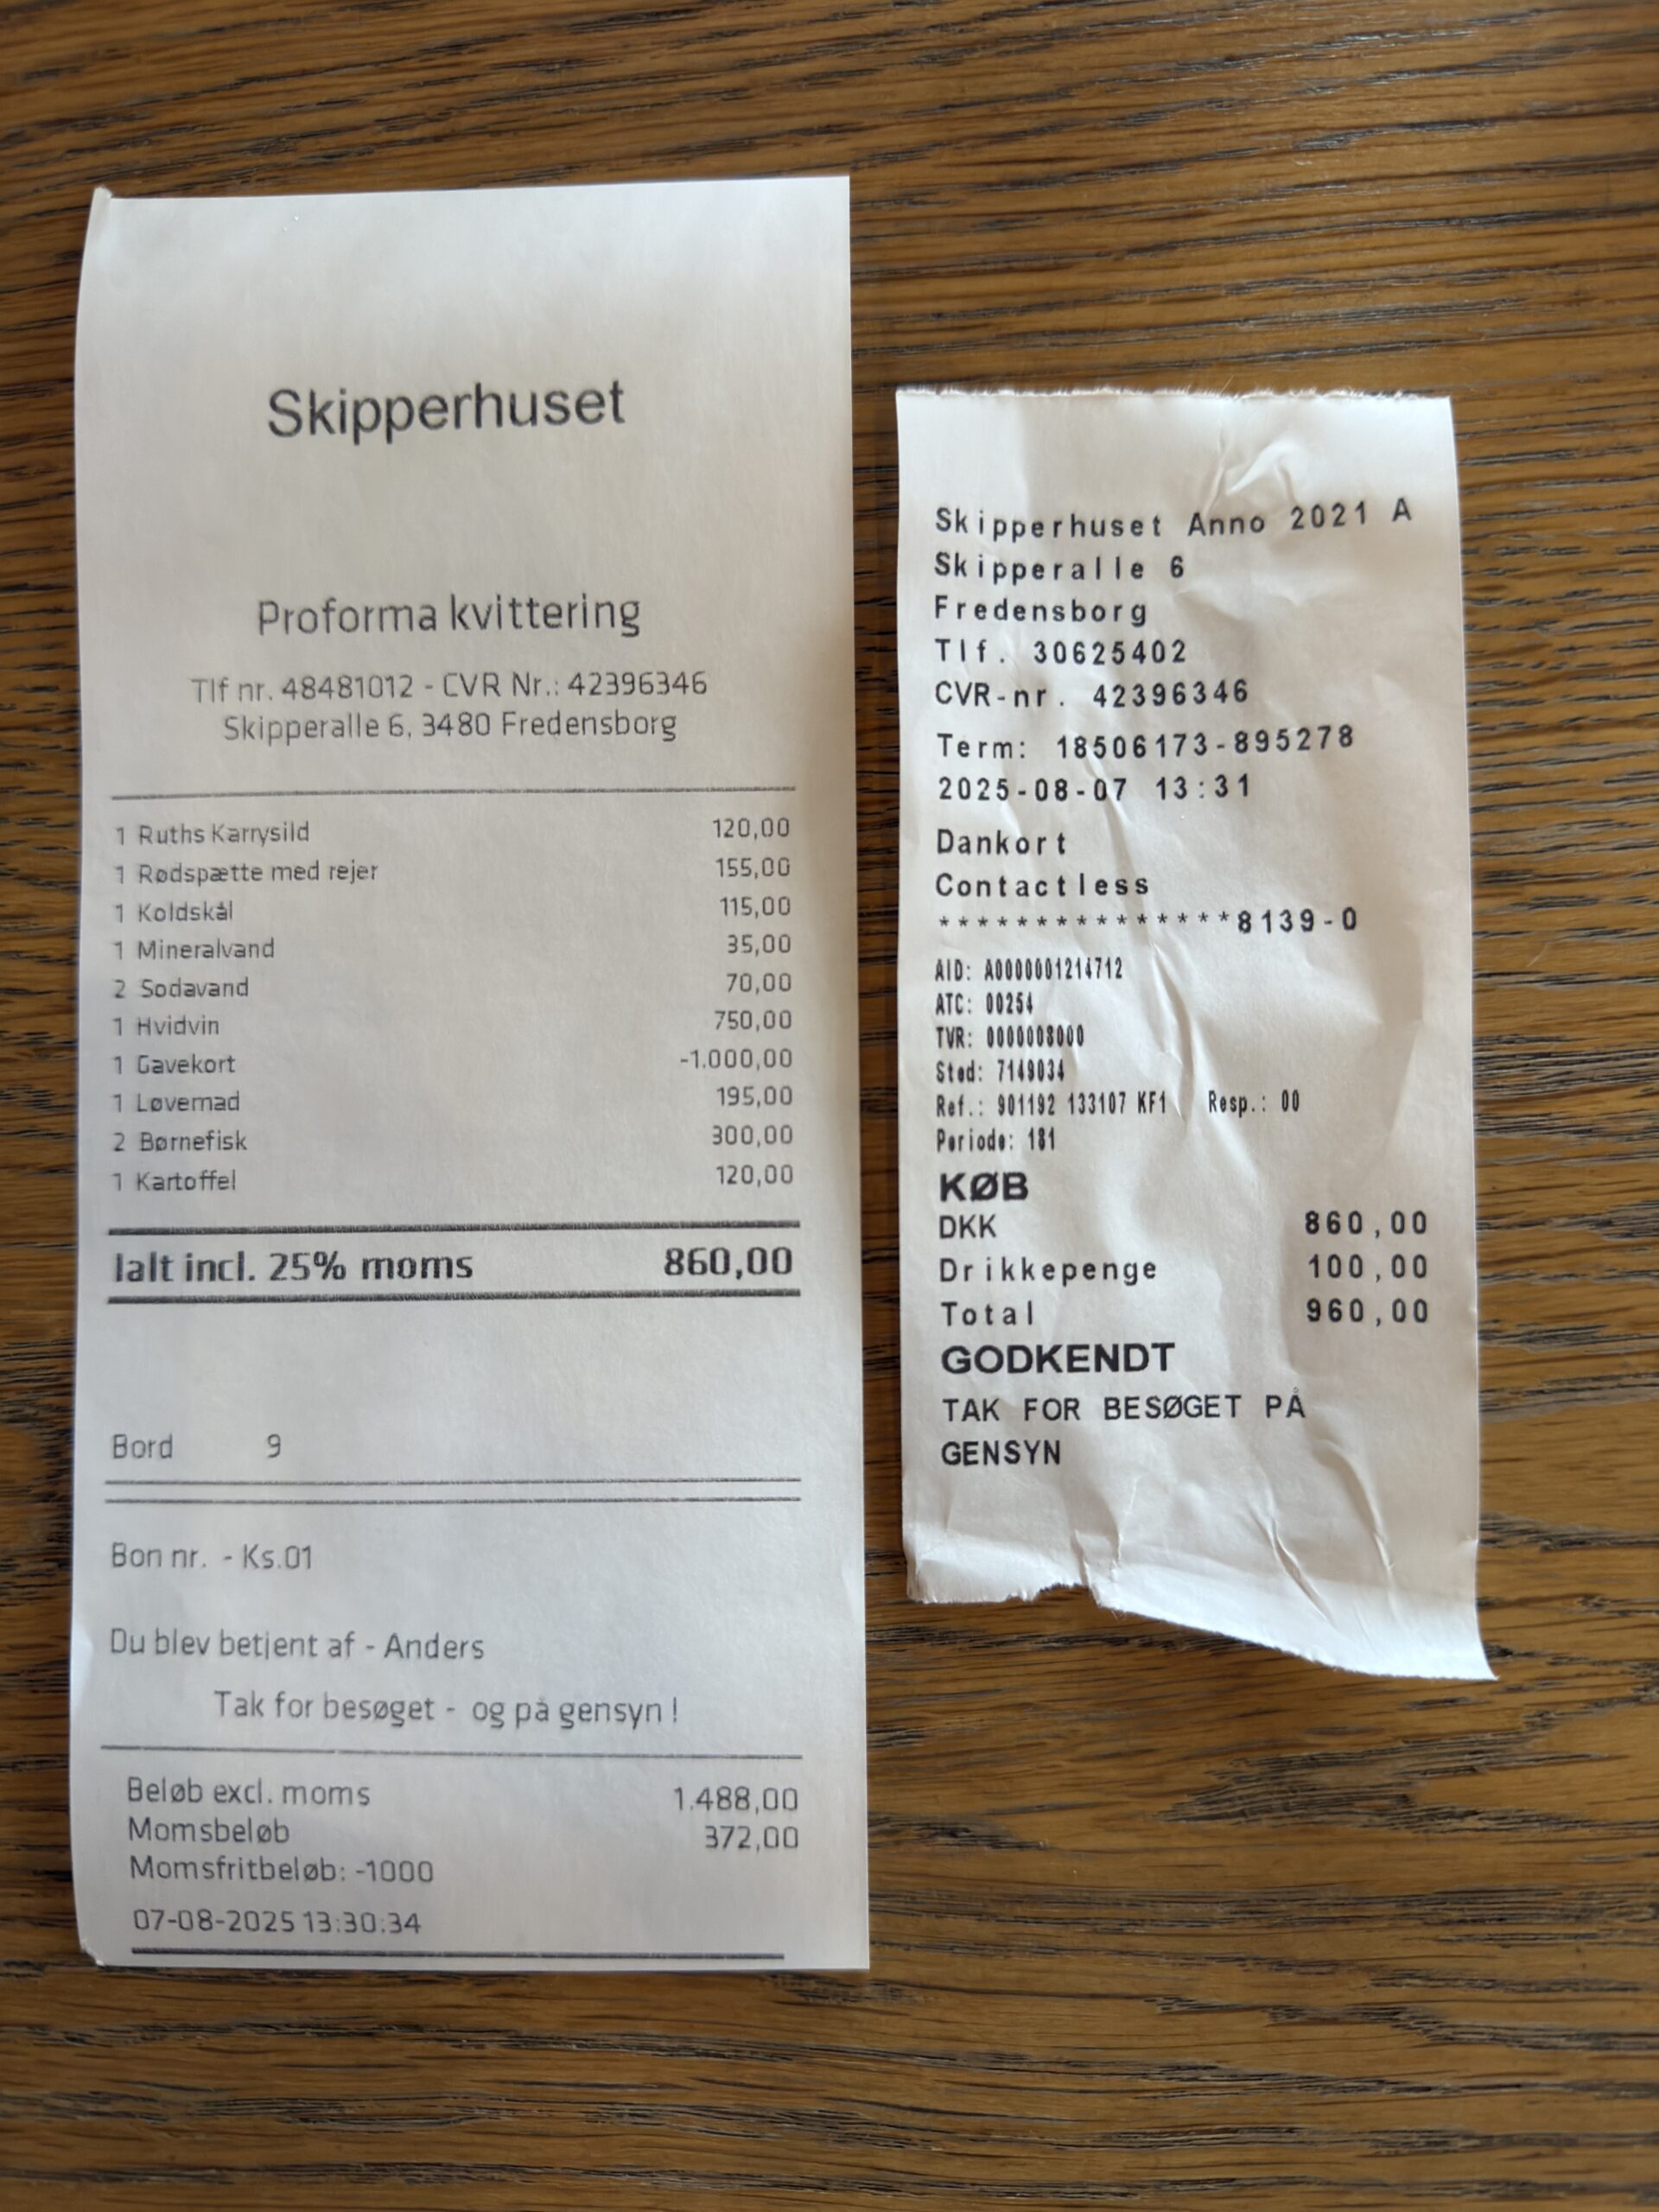 Skipperhuset
Proforma kvittering
Tlf nr. 48481012 - CVR Nr.: 42396346
Skipperalle 6, 3480 Fredensborg
1 Ruths Karrysild 120,00
1 Rødspætte med rejer 155,00
1 Koldskål 115,00
1 Mineralvand 35,00
2 Sodavand 70,00
1 Hvidvin 750,00
1 Gavekort -1.000,00
1 Løvemad 195,00
2 Børnefisk 300,00
1 Kartoffel 120,00
Ialt incl. 25% moms 860,00
Bord 9
Bon nr. - Ks.01
Du blev betjent af - Anders
Tak for besøget - og på gensyn !
Beløb excl. moms 1.488,00
Momsbeløb 372,00
Momsfritbeløb: -1000
07-08-2025 13:30:34
Skipperhuset Anno 2021 A
Skipperalle 6
Fredensborg
Tlf. 30625402
CVR-nr. 42396346
Term: 18506173-895278
2025-08-07 13:31
Dankort
Contactless
***************8139-0
AID: A0000001214712
ATC: 00254
TVR: 0000008000
Sted: 7149034
Ref.: 901192 133107 KF1 Resp.: 00
Periode: 181
KØB
DKK 860,00
Drikkepenge 100,00
Total 960,00
GODKENDT
TAK FOR BESØGET PÅ
GENSYN